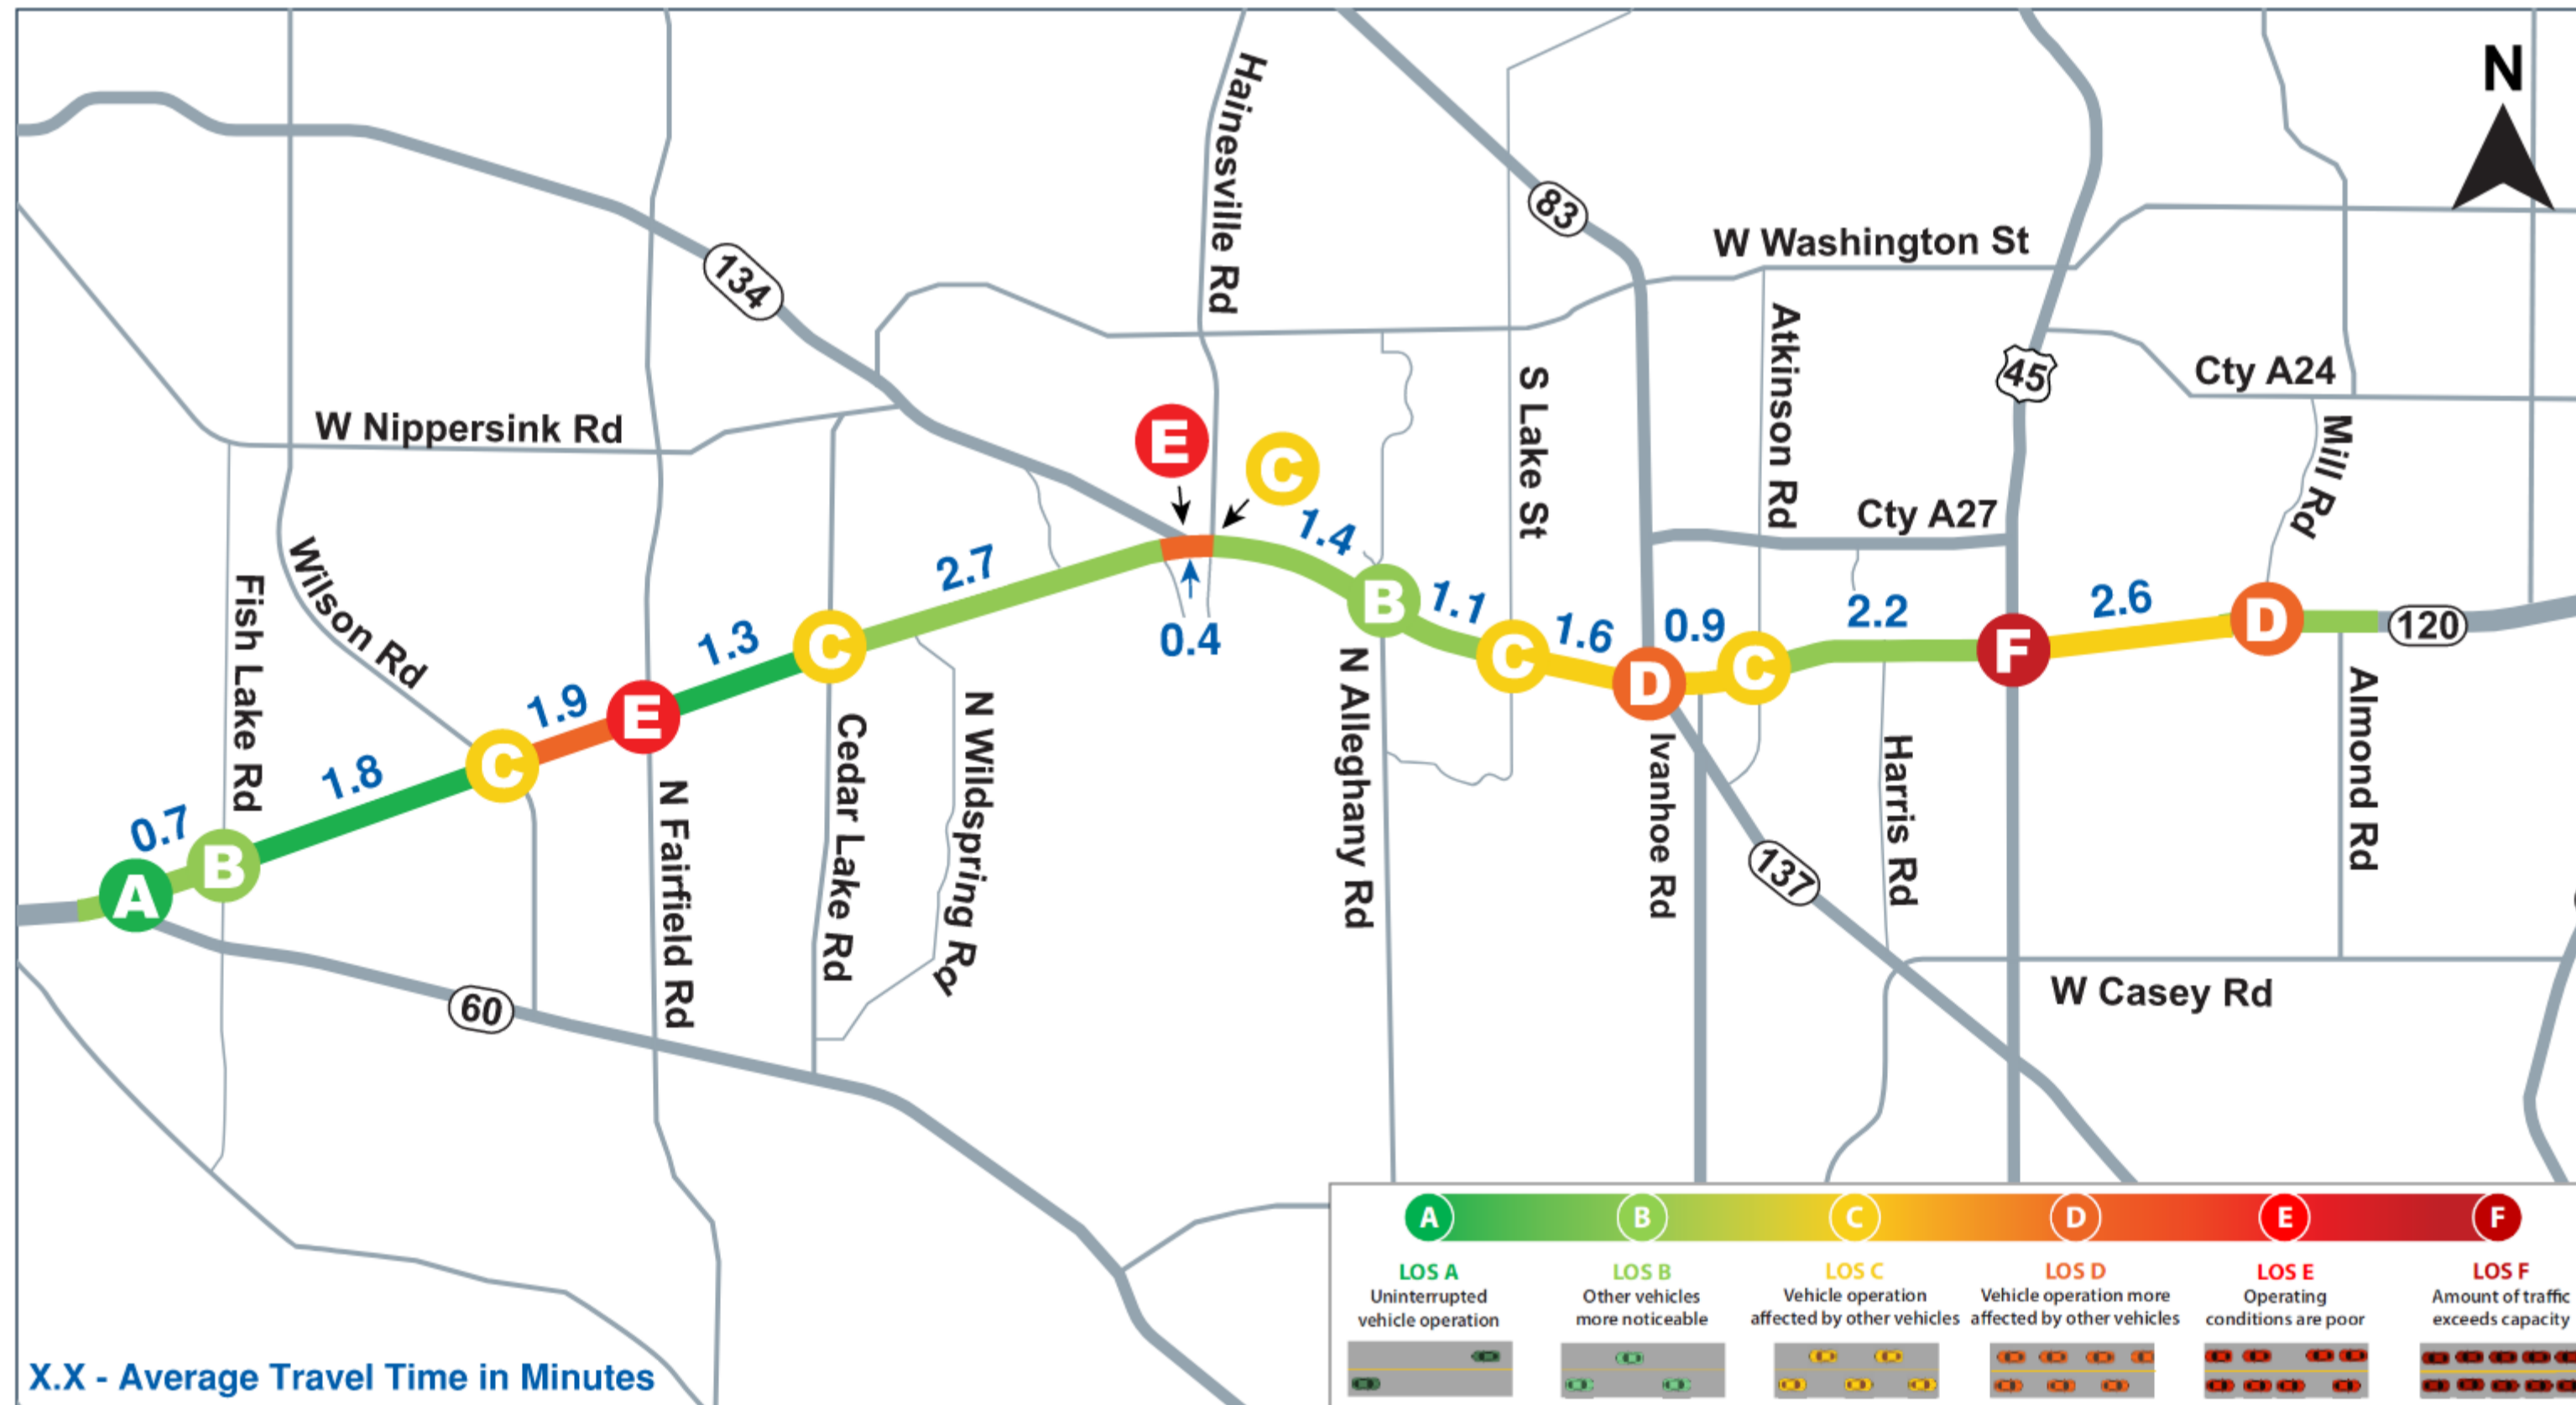 N
Hainesville Rd
83
W Washington St
134
Atkinson Rd
45
Cty A24
W Nippersink Rd
S Lake St
Mill Rd
E
C
Cty A27
1.4
Wilson Rd
Fish Lake Rd
2.7
B
1.1
1.6
0.9
2.2
2.6
D
120
1.3
C
0.4
C
D
C
F
1.9
E
N Alleghany Rd
Almond Rd
Cedar Lake Rd
N Wildspring Rd
Ivanhoe Rd
Harris Rd
1.8
C
N Fairfield Rd
0.7
B
A
137
60
W Casey Rd
A
B
C
D
E
F
LOS A
Uninterrupted
vehicle operation
LOS B
Other vehicles
more noticeable
LOS C
Vehicle operation
affected by other vehicles
LOS D
Vehicle operation more
affected by other vehicles
LOS E
Operating
conditions are poor
LOS F
Amount of traffic
exceeds capacity
X.X - Average Travel Time in Minutes